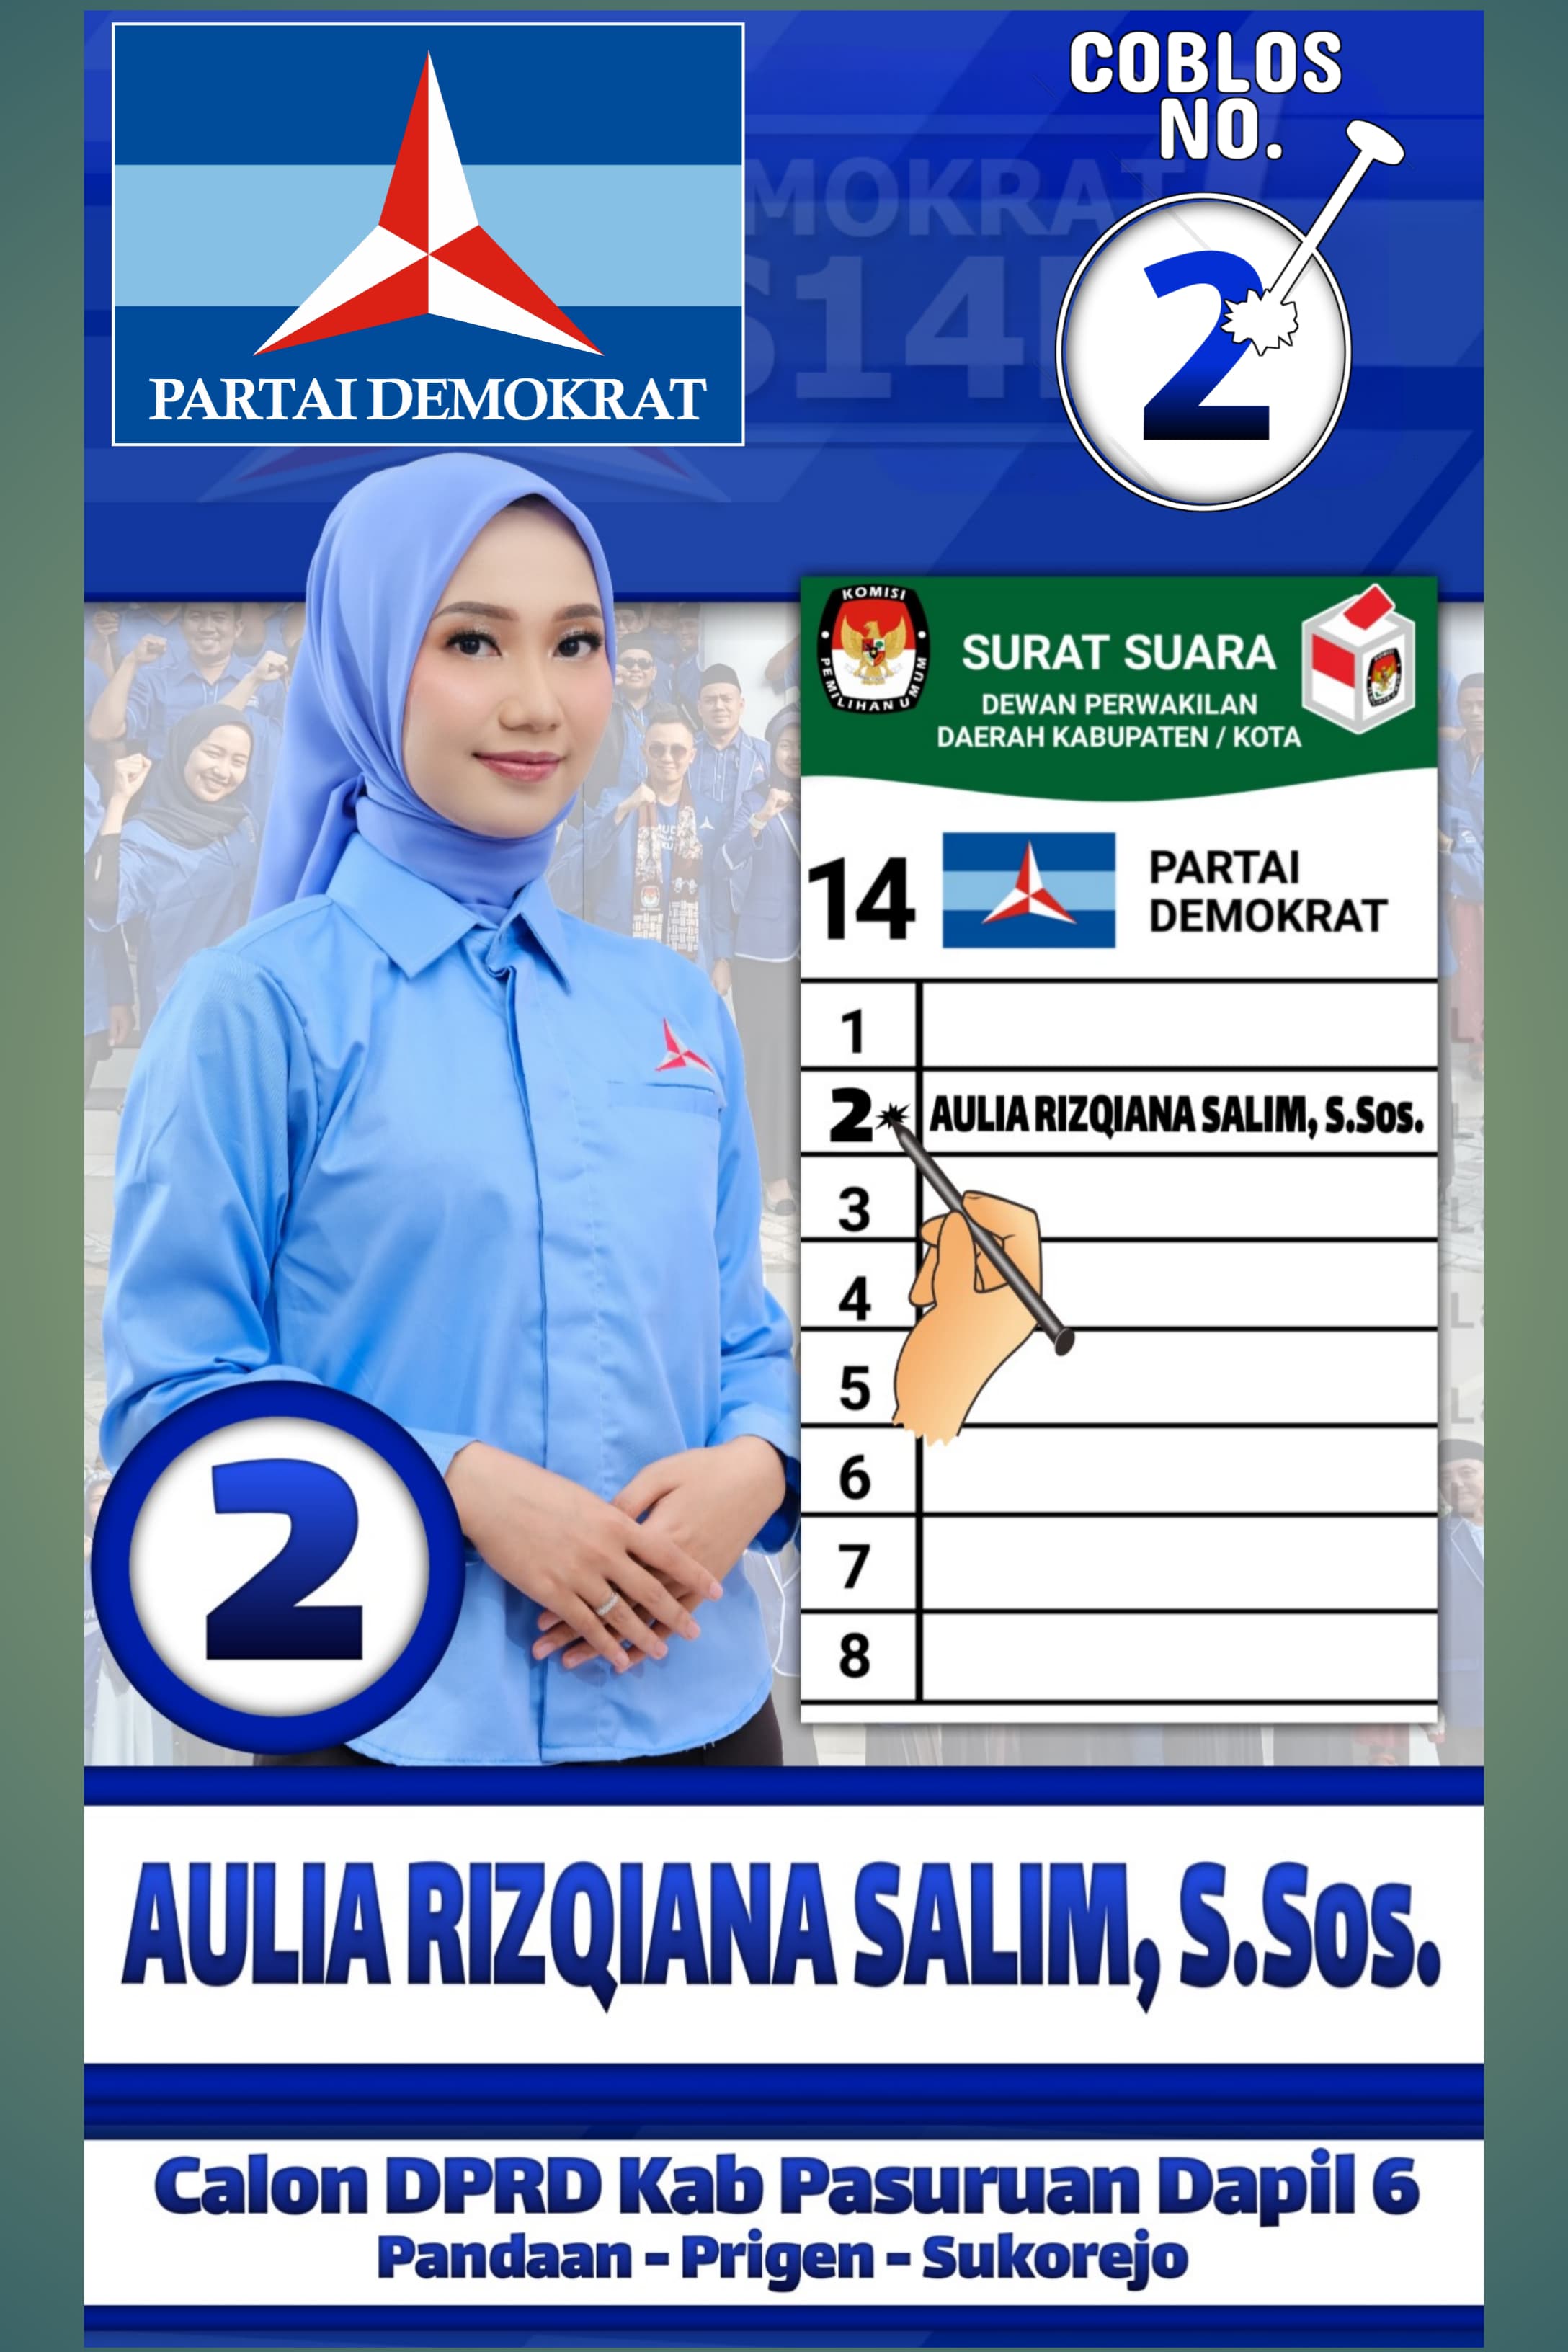 PARTAI DEMOKRAT
COBLOS
NO.
2
MOKRAT
S14
KOMISI
PEMILIHAN UMUM
SURAT SUARA
DEWAN PERWAKILAN
DAERAH KABUPATEN / KOTA
14
PARTAI
DEMOKRAT
1
2 AULIA RIZQIANA SALIM, S.Sos.
3
4
5
6
7
8
2
AULIA RIZQIANA SALIM, S.Sos.
Calon DPRD Kab Pasuruan Dapil 6
Pandaan - Prigen - Sukorejo